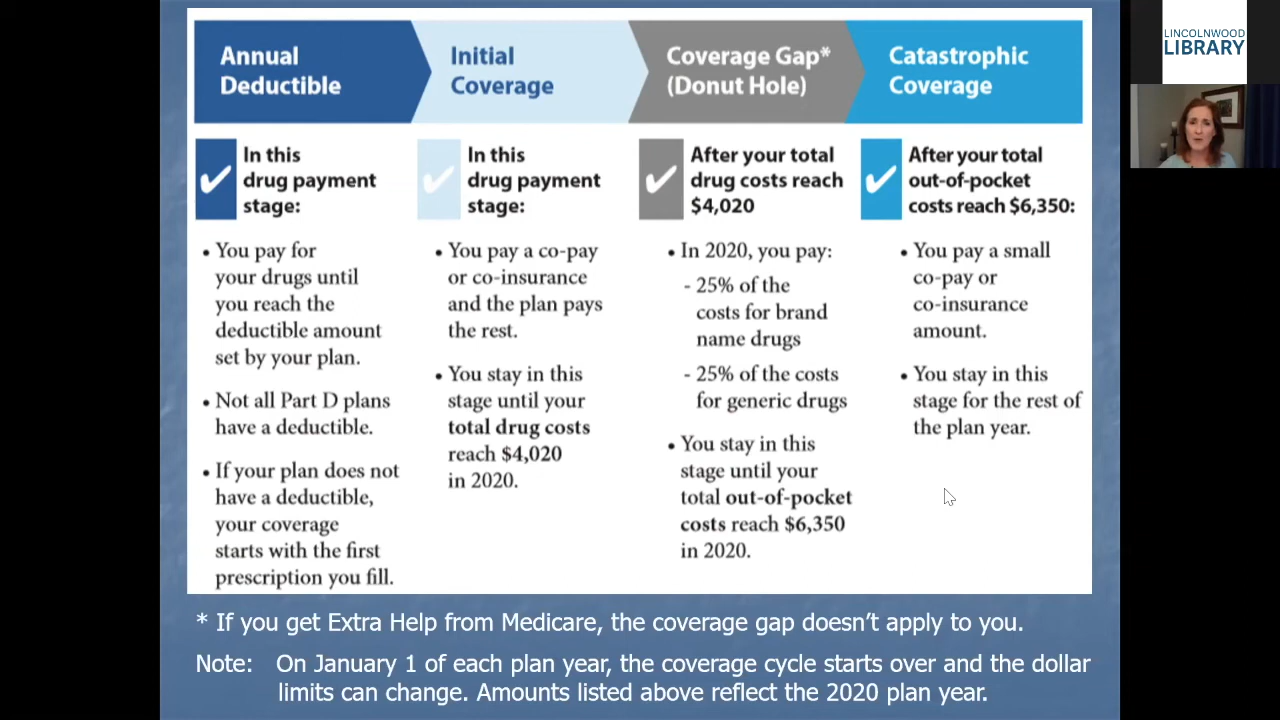 Annual
Deductible
Initial
Coverage
Coverage Gap*
(Donut Hole)
Catastrophic
Coverage
In this
drug payment
stage:
• You pay for
your drugs until
you reach the
deductible amount
set by your plan.
• Not all Part D plans
have a deductible.
• If your plan does not
have a deductible,
your coverage
starts with the first
prescription you fill.
In this
drug payment
stage:
• You pay a co-pay
or co-insurance
and the plan pays
the rest.
• You stay in this
stage until your
total drug costs
reach $4,020
in 2020.
After your total
drug costs reach
$4,020
• In 2020, you pay:
- 25% of the
costs for brand
name drugs
- 25% of the costs
for generic drugs
• You stay in this
stage until your
total out-of-pocket
costs reach $6,350
in 2020.
After your total
out-of-pocket
costs reach $6,350:
• You pay a small
co-pay or
co-insurance
amount.
• You stay in this
stage for the rest of
the plan year.
* If you get Extra Help from Medicare, the coverage gap doesn't apply to you.
Note: On January 1 of each plan year, the coverage cycle starts over and the dollar
limits can change. Amounts listed above reflect the 2020 plan year.
LINCOLNWOOD
LIBRARY